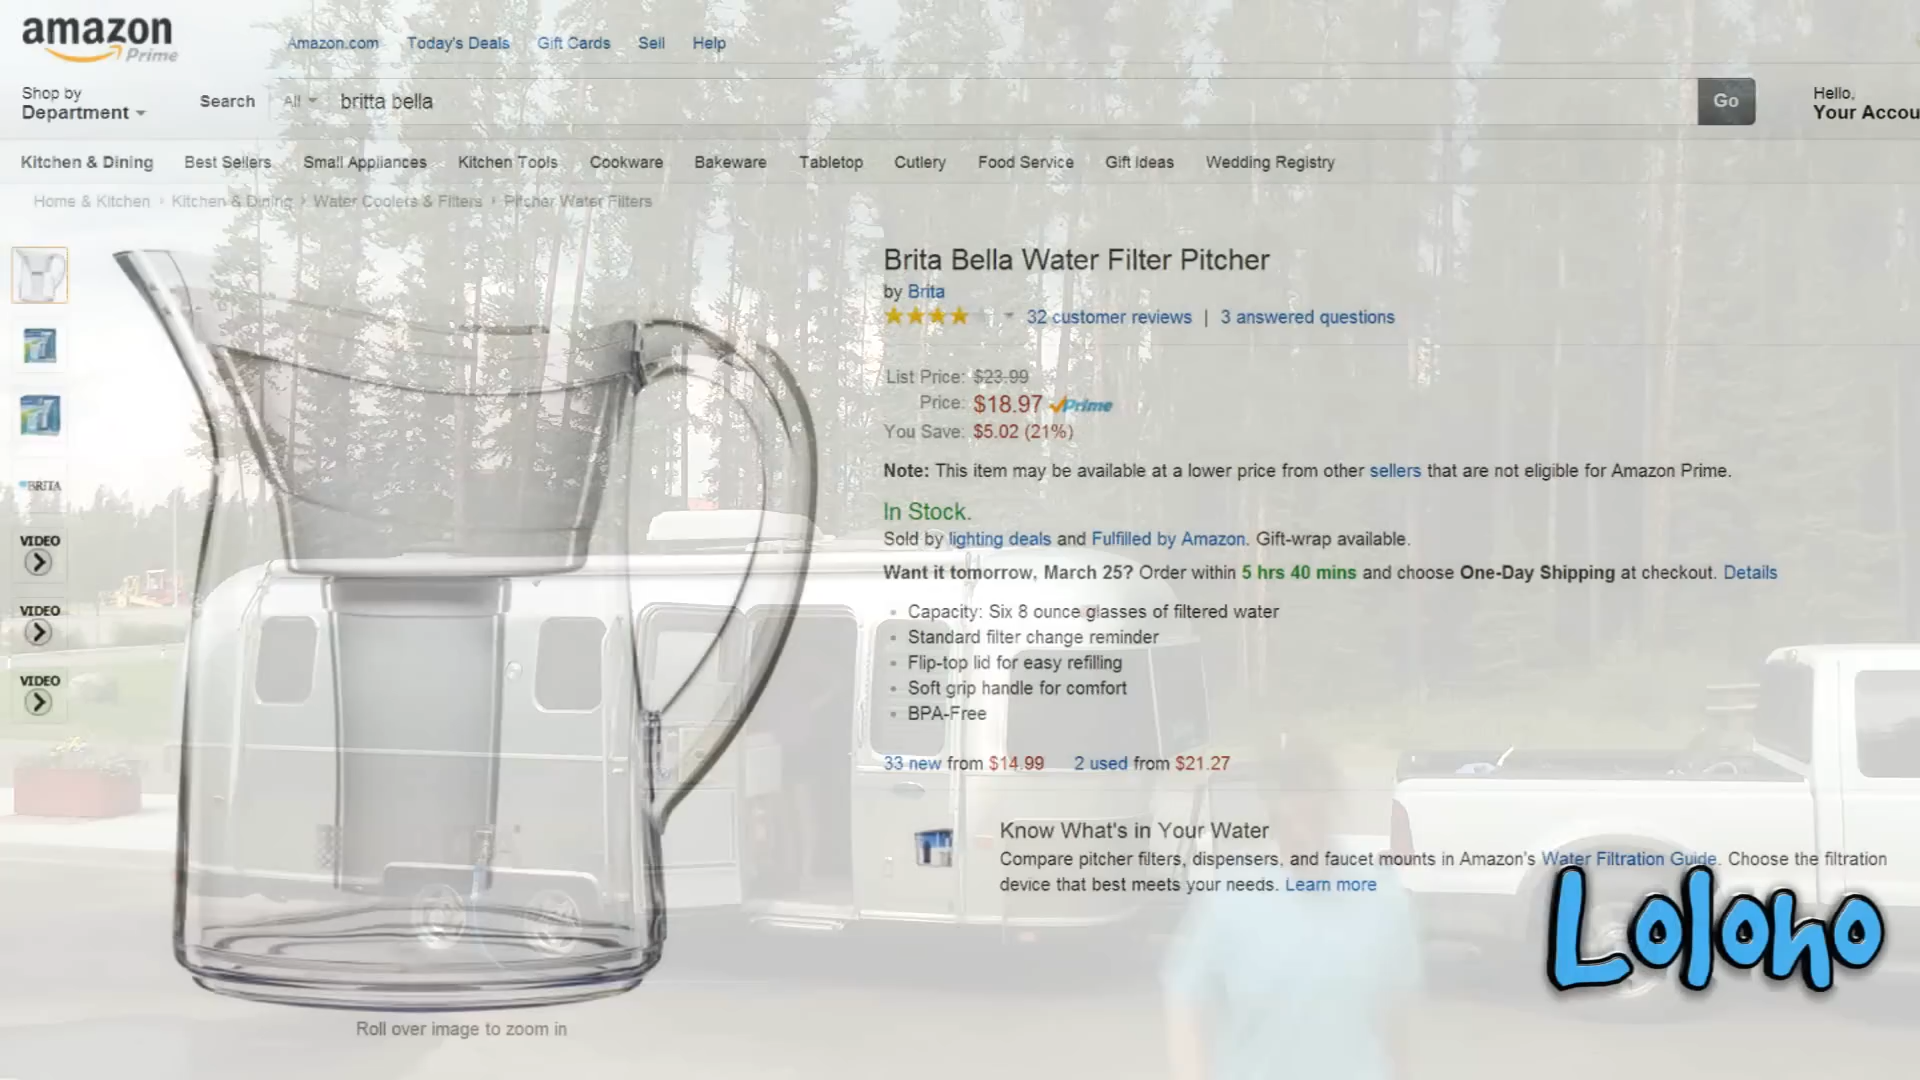 amazon
Prime
Amazon.com Today's Deals Gift Cards Sell Help
Shop by
Department
Search All britta bella Go
Hello,
Your Accou
Kitchen & Dining Best Sellers Small Appliances Kitchen Tools Cookware Bakeware Tabletop Cutlery Food Service Gift Ideas Wedding Registry
Home & Kitchen › Kitchen & Dining › Water Coolers & Filters › Pitcher Water Filters
Brita Bella Water Filter Pitcher
by Brita
32 customer reviews | 3 answered questions
List Price: $23.99
Price: $18.97 Prime
You Save: $5.02 (21%)
Note: This item may be available at a lower price from other sellers that are not eligible for Amazon Prime.
In Stock.
Sold by lighting deals and Fulfilled by Amazon. Gift-wrap available.
Want it tomorrow, March 25? Order within 5 hrs 40 mins and choose One-Day Shipping at checkout. Details
• Capacity: Six 8 ounce glasses of filtered water
• Standard filter change reminder
• Flip-top lid for easy refilling
• Soft grip handle for comfort
• BPA-Free
33 new from $14.99 2 used from $21.27
Know What's in Your Water
Compare pitcher filters, dispensers, and faucet mounts in Amazon's Water Filtration Guide. Choose the filtration
device that best meets your needs. Learn more
BRITA
VIDEO
VIDEO
VIDEO
Roll over image to zoom in
Loloho